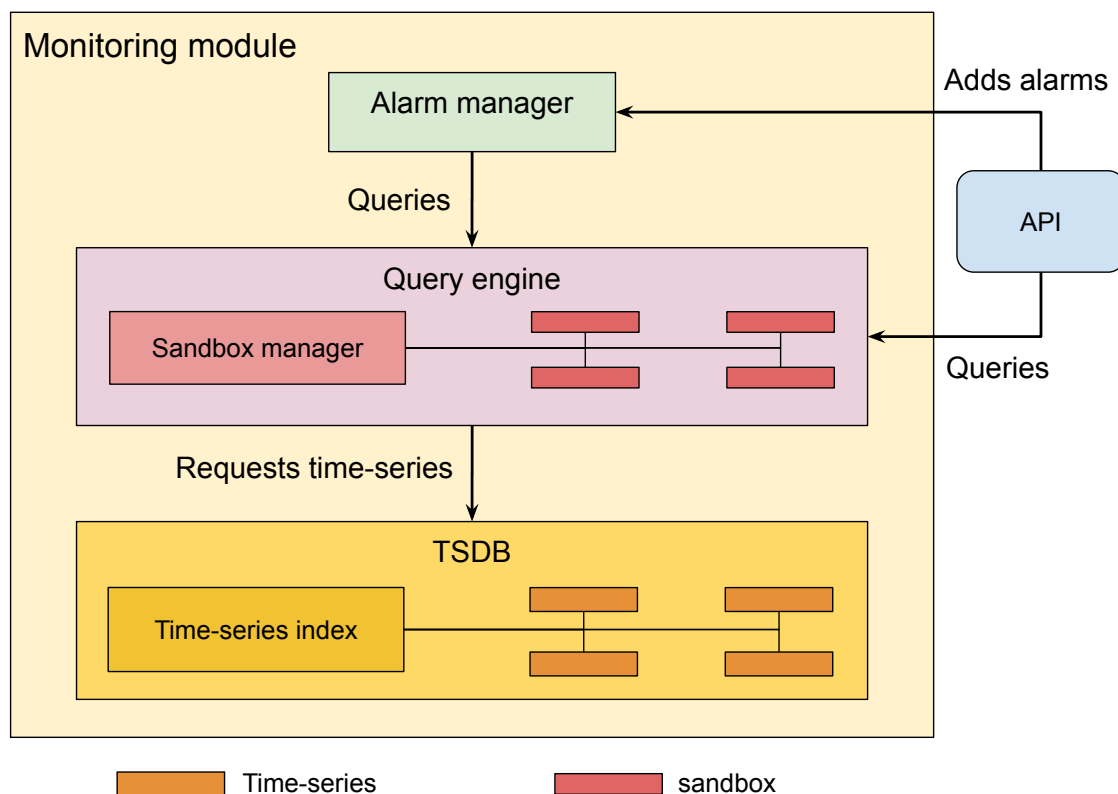 Monitoring module
Alarm manager
Adds alarms
Queries
API
Query engine
Sandbox manager
Queries
Requests time-series
TSDB
Time-series index
Time-series
sandbox